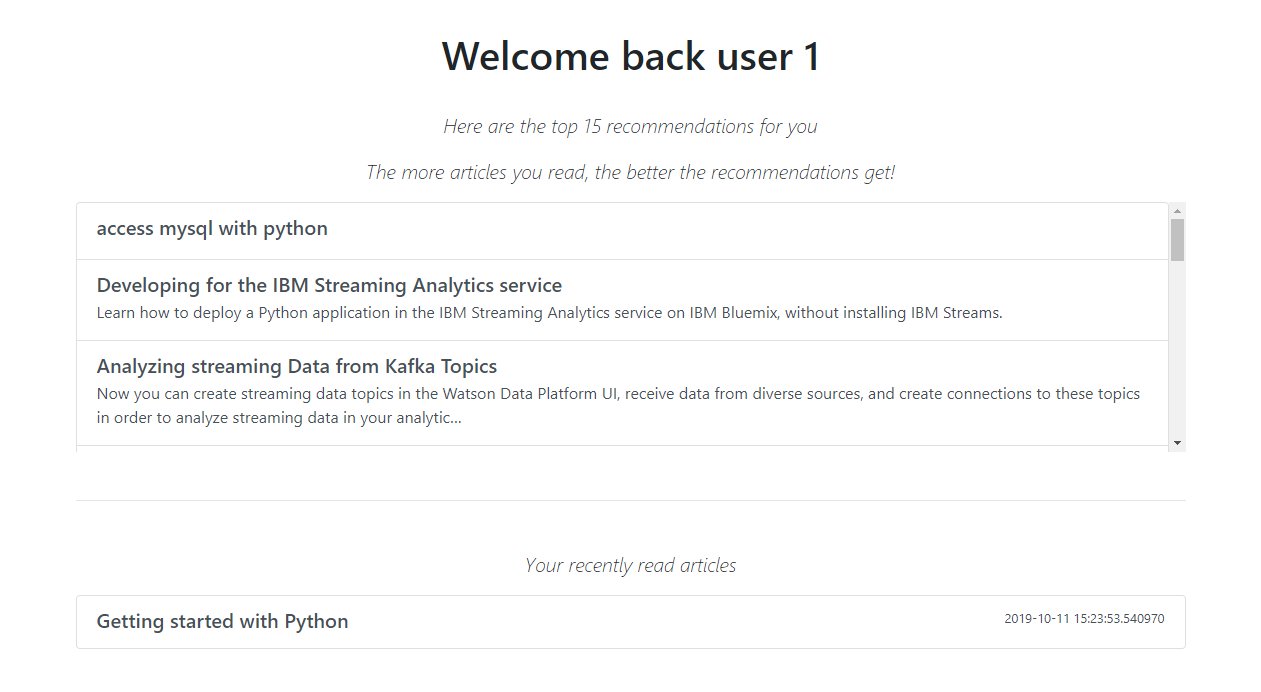 Welcome back user 1
Here are the top 15 recommendations for you
The more articles you read, the better the recommendations get!
access mysql with python
Developing for the IBM Streaming Analytics service
Learn how to deploy a Python application in the IBM Streaming Analytics service on IBM Bluemix, without installing IBM Streams.
Analyzing streaming Data from Kafka Topics
Now you can create streaming data topics in the Watson Data Platform UI, receive data from diverse sources, and create connections to these topics
in order to analyze streaming data in your analytic...
Your recently read articles
Getting started with Python 2019-10-11 15:23:53.540970